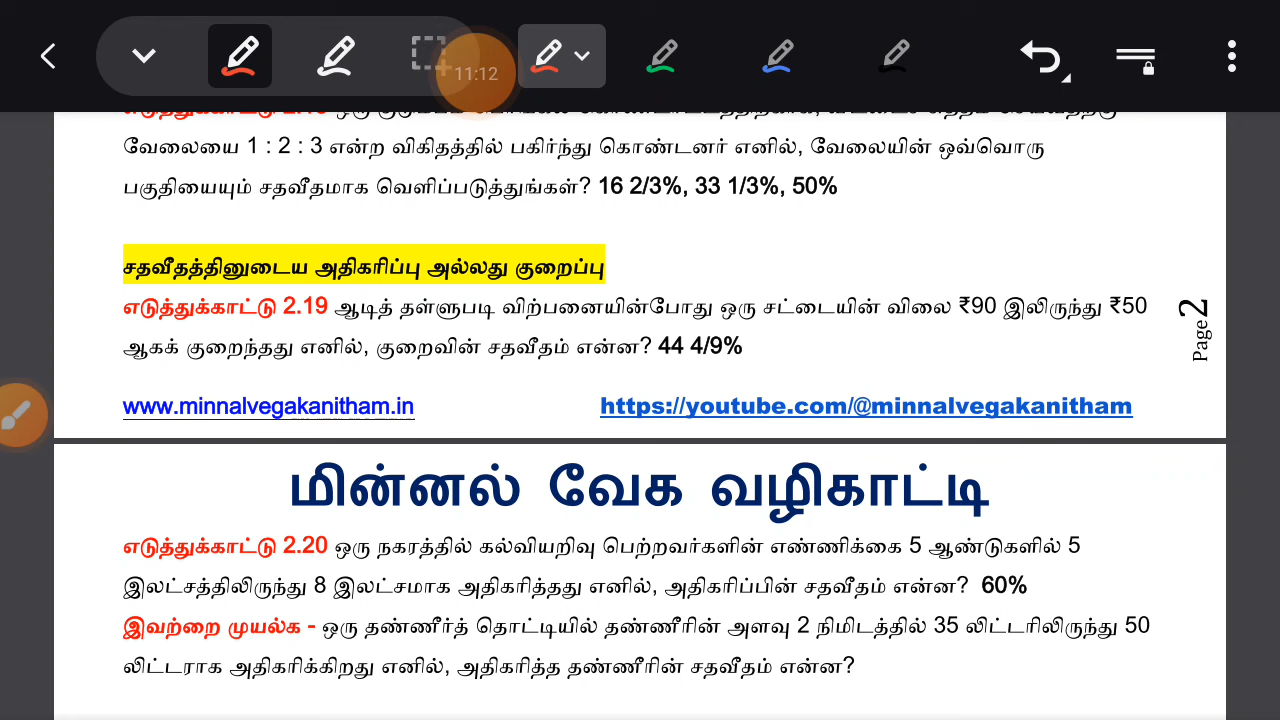 11:12
வேலையை 1 : 2 : 3 என்ற விகிதத்தில் பகிர்ந்து கொண்டனர் எனில், வேலையின் ஒவ்வொரு
பகுதியையும் சதவீதமாக வெளிப்படுத்துங்கள்? 16 2/3%, 33 1/3%, 50%
சதவீதத்தினுடைய அதிகரிப்பு அல்லது குறைப்பு
எடுத்துக்காட்டு 2.19 ஆடித் தள்ளுபடி விற்பனையின்போது ஒரு சட்டையின் விலை ₹90 இலிருந்து ₹50
ஆகக் குறைந்தது எனில், குறைவின் சதவீதம் என்ன? 44 4/9%
Page 2
www.minnalvegakanitham.in https://youtube.com/@minnalvegakanitham
மின்னல் வேக வழிகாட்டி
எடுத்துக்காட்டு 2.20 ஒரு நகரத்தில் கல்வியறிவு பெற்றவர்களின் எண்ணிக்கை 5 ஆண்டுகளில் 5
இலட்சத்திலிருந்து 8 இலட்சமாக அதிகரித்தது எனில், அதிகரிப்பின் சதவீதம் என்ன? 60%
இவற்றை முயல்க - ஒரு தண்ணீர்த் தொட்டியில் தண்ணீரின் அளவு 2 நிமிடத்தில் 35 லிட்டரிலிருந்து 50
லிட்டராக அதிகரிக்கிறது எனில், அதிகரித்த தண்ணீரின் சதவீதம் என்ன?